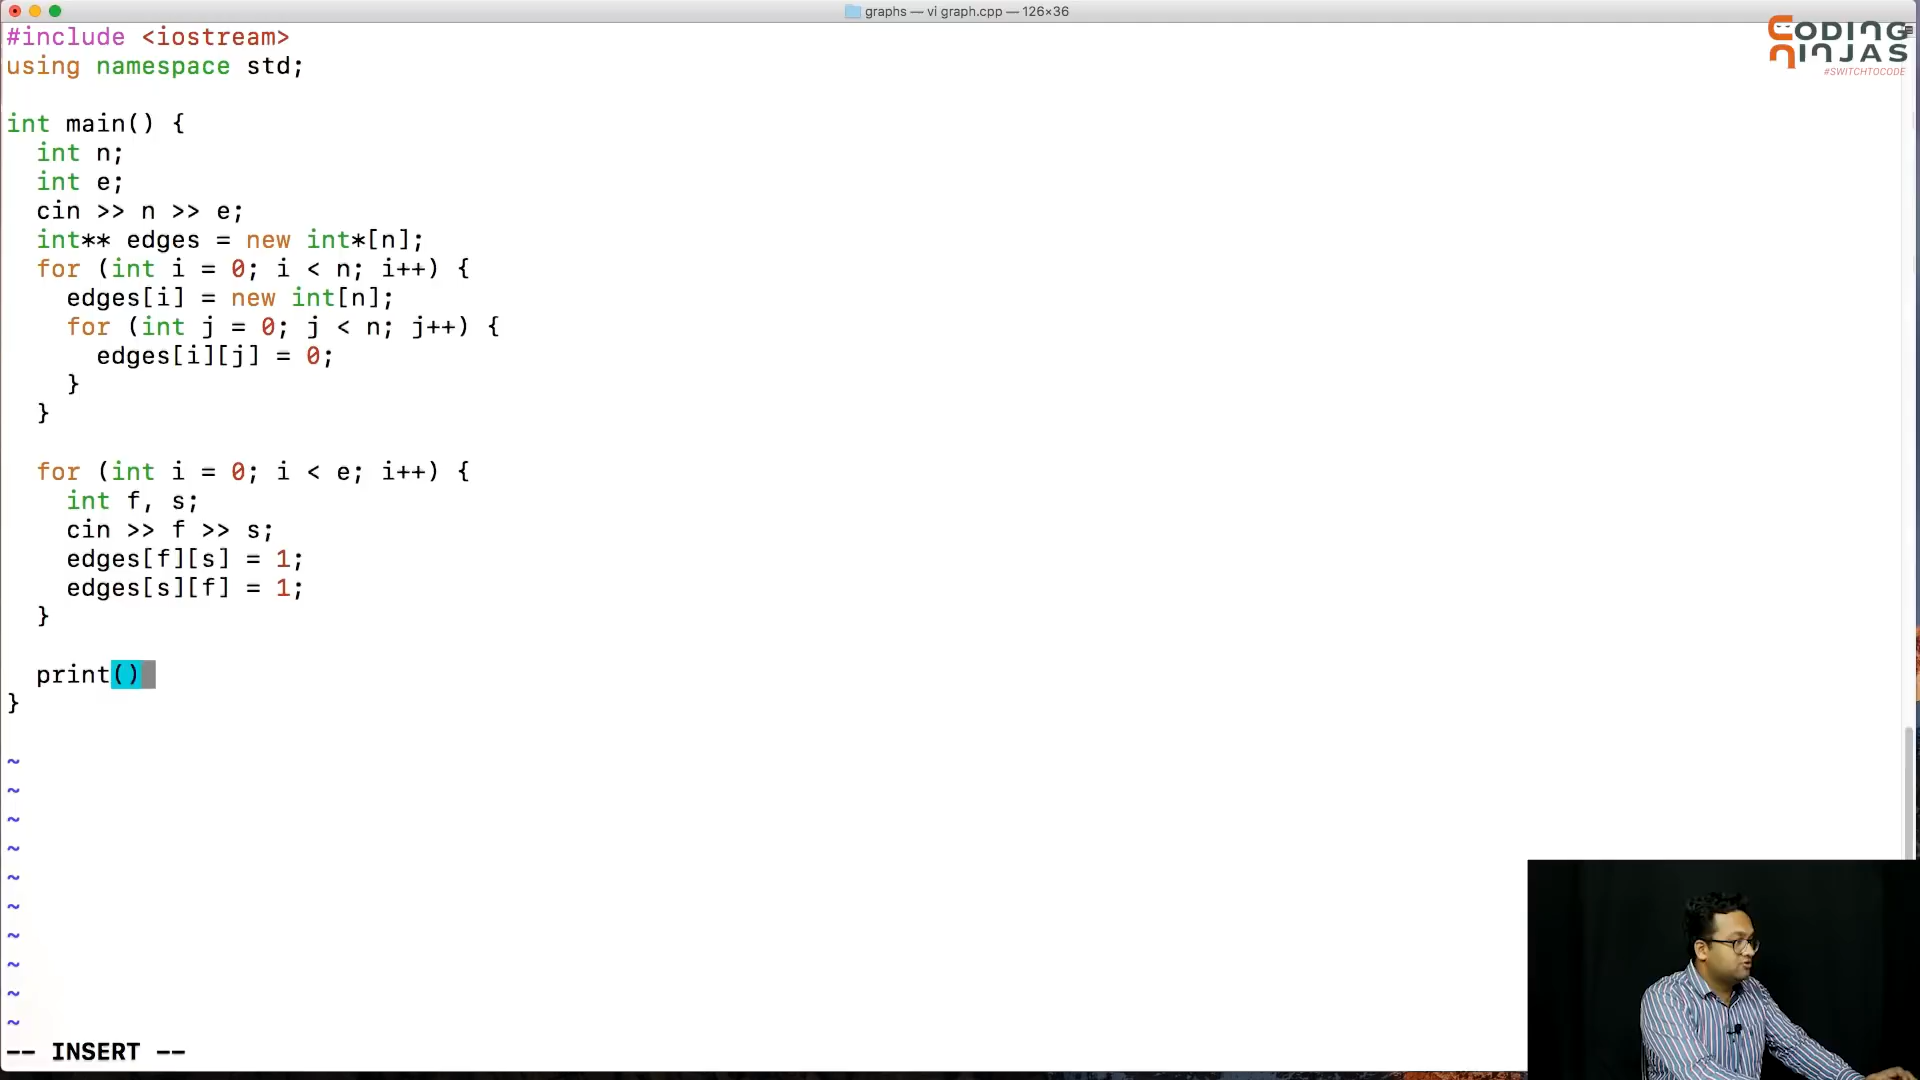 graphs — vi graph.cpp — 126×36
CODING
NINJAS
#SWITCHTOCODE
#include <iostream>
using namespace std;
int main() {
int n;
int e;
cin >> n >> e;
int** edges = new int*[n];
for (int i = 0; i < n; i++) {
edges[i] = new int[n];
for (int j = 0; j < n; j++) {
edges[i][j] = 0;
}
}
for (int i = 0; i < e; i++) {
int f, s;
cin >> f >> s;
edges[f][s] = 1;
edges[s][f] = 1;
}
print()
}
~
~
~
~
~
~
~
~
~
~
-- INSERT --